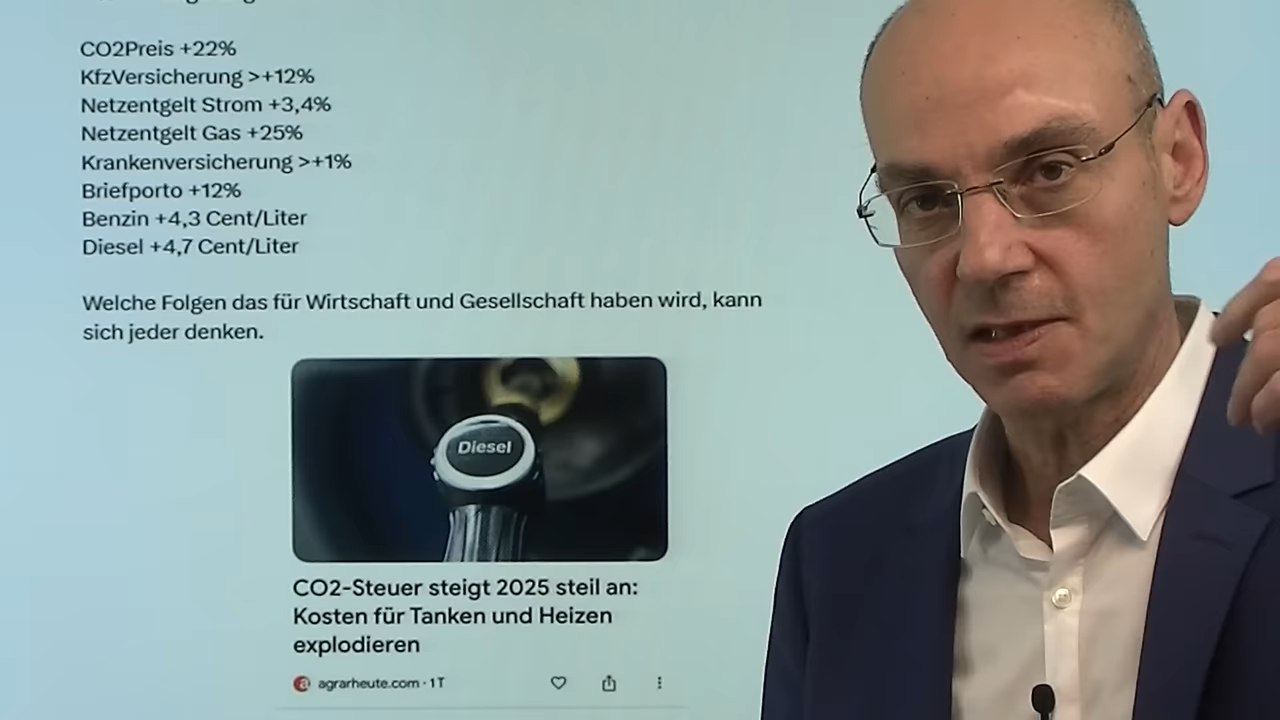 CO2Preis +22%
KfzVersicherung >+12%
Netzentgelt Strom +3,4%
Netzentgelt Gas +25%
Krankenversicherung >+1%
Briefporto +12%
Benzin +4,3 Cent/Liter
Diesel +4,7 Cent/Liter
Welche Folgen das für Wirtschaft und Gesellschaft haben wird, kann
sich jeder denken.
Diesel
CO2-Steuer steigt 2025 steil an:
Kosten für Tanken und Heizen
explodieren
a agrarheute.com · 1T